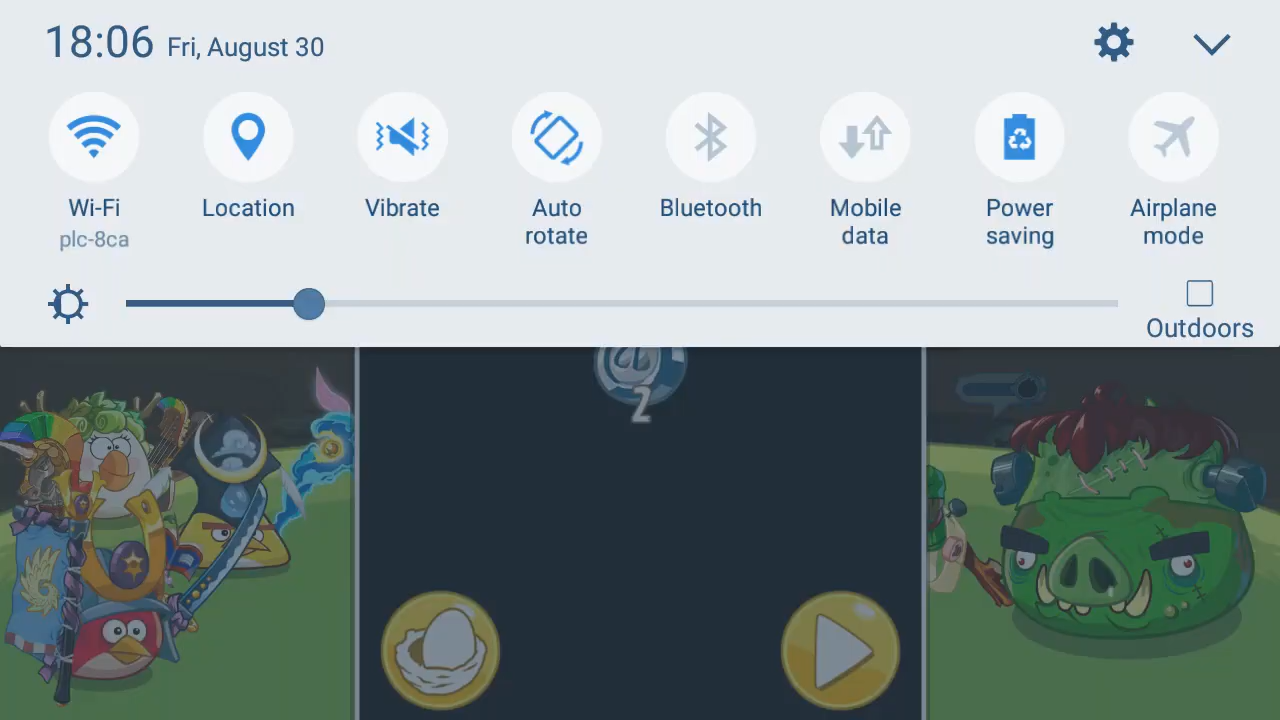 18:06 Fri, August 30
Wi-Fi
plc-8ca
Location
Vibrate
Auto
rotate
Bluetooth
Mobile
data
Power
saving
Airplane
mode
Outdoors
2